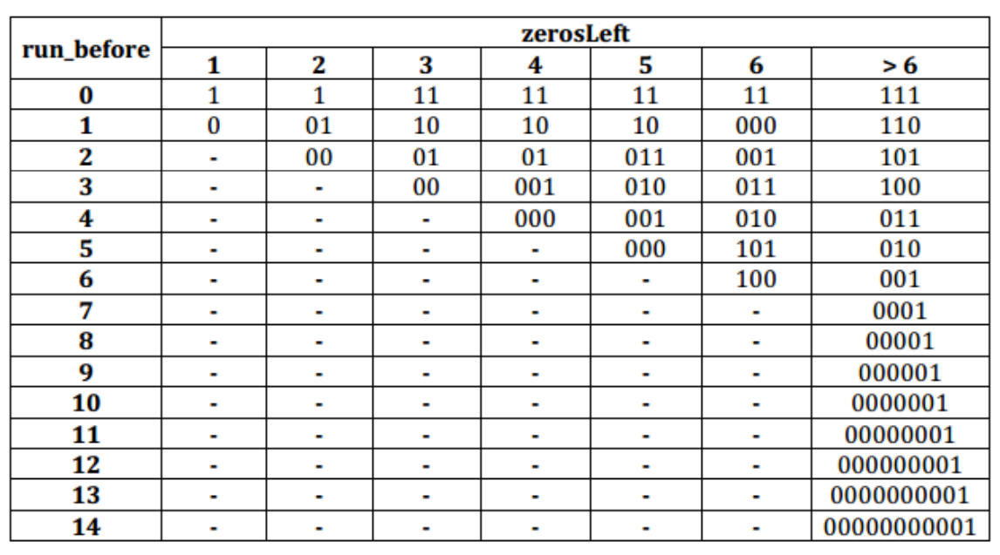 run_before zerosLeft
1 2 3 4 5 6 > 6
0 1 1 11 11 11 11 111
1 0 01 10 10 10 000 110
2 - 00 01 01 011 001 101
3 - - 00 001 010 011 100
4 - - - 000 001 010 011
5 - - - - 000 101 010
6 - - - - - 100 001
7 - - - - - - 0001
8 - - - - - - 00001
9 - - - - - - 000001
10 - - - - - - 0000001
11 - - - - - - 00000001
12 - - - - - - 000000001
13 - - - - - - 0000000001
14 - - - - - - 00000000001